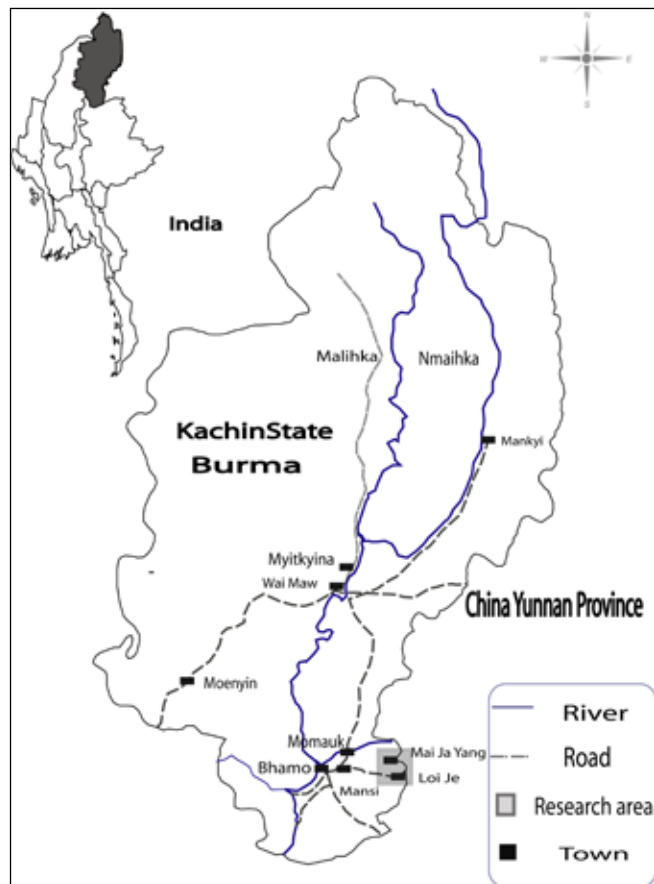 N
W E
S
India
Malihka
Nmaihka
KachinState
Burma
Mankyi
Myitkyina
Wai Maw
China Yunnan Province
Moenyin
Momauk
Mai Ja Yang
Bhamo
Loi Je
Mansi
River
Road
Research area
Town